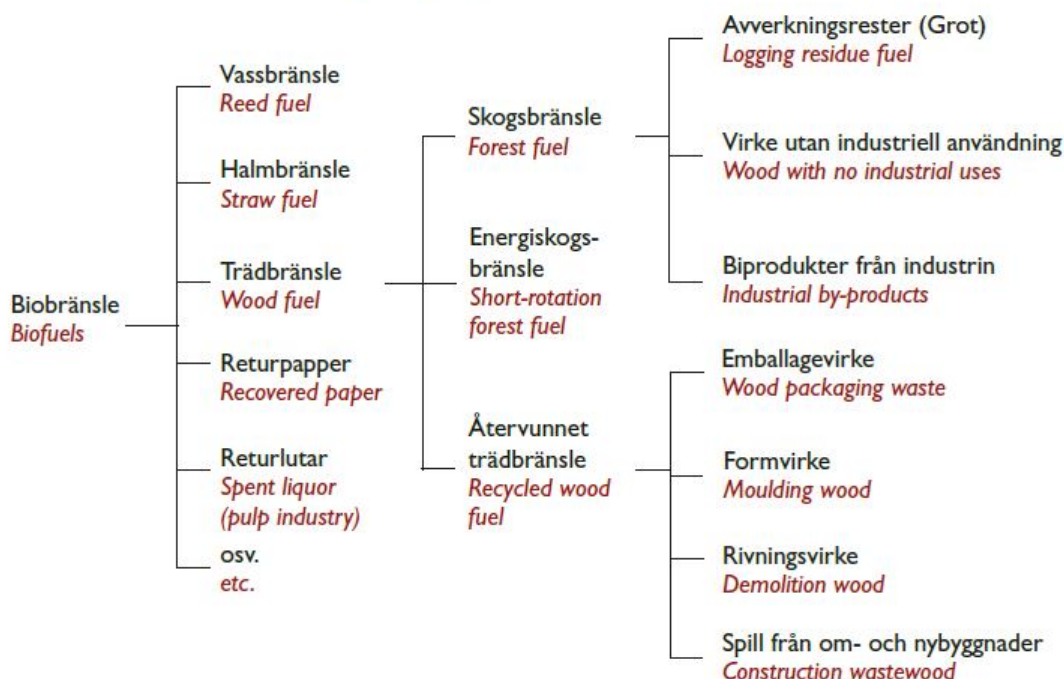 Biobränsle
Biofuels
Vassbränsle
Reed fuel
Halmbränsle
Straw fuel
Trädbränsle
Wood fuel
Returpapper
Recovered paper
Returlutar
Spent liquor
(pulp industry)
osv.
etc.
Skogsbränsle
Forest fuel
Energiskogs-
bränsle
Short-rotation
forest fuel
Återvunnet
trädbränsle
Recycled wood
fuel
Avverkningsrester (Grot)
Logging residue fuel
Virke utan industriell användning
Wood with no industrial uses
Biprodukter från industrin
Industrial by-products
Emballagevirke
Wood packaging waste
Formvirke
Moulding wood
Rivningsvirke
Demolition wood
Spill från om- och nybyggnader
Construction wastewood